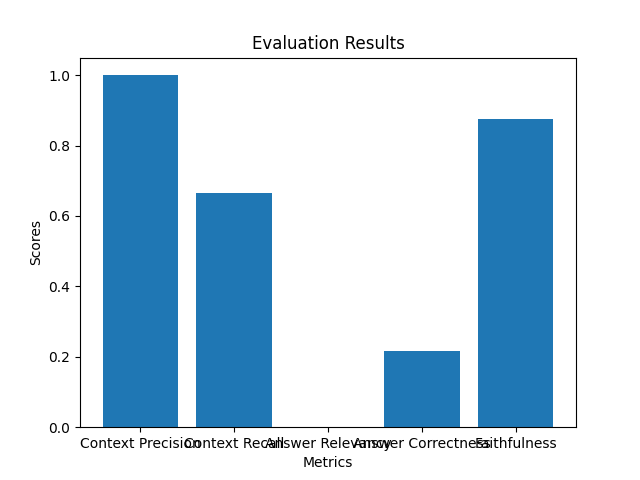 Evaluation Results
1.0
0.8
0.6
0.4
0.2
0.0
Scores
Context Precision
Context Recall
Answer Relevancy
Answer Correctness
Faithfulness
Metrics